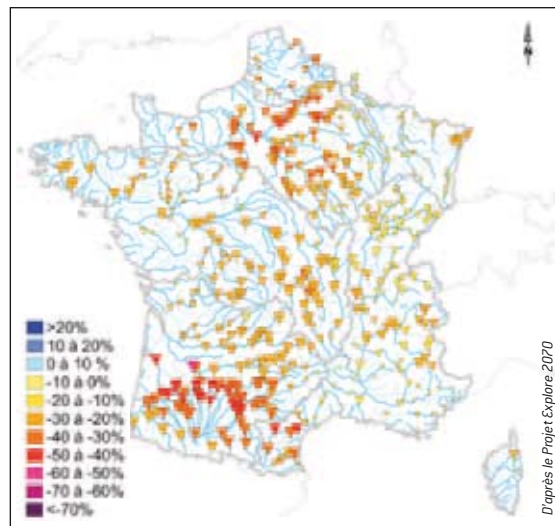 N
>20%
10 à 20%
0 à 10 %
-10 à 0%
-20 à -10%
-30 à -20%
-40 à -30%
-50 à -40%
-60 à -50%
-70 à -60%
<-70%
D'après le Projet Explore 2070